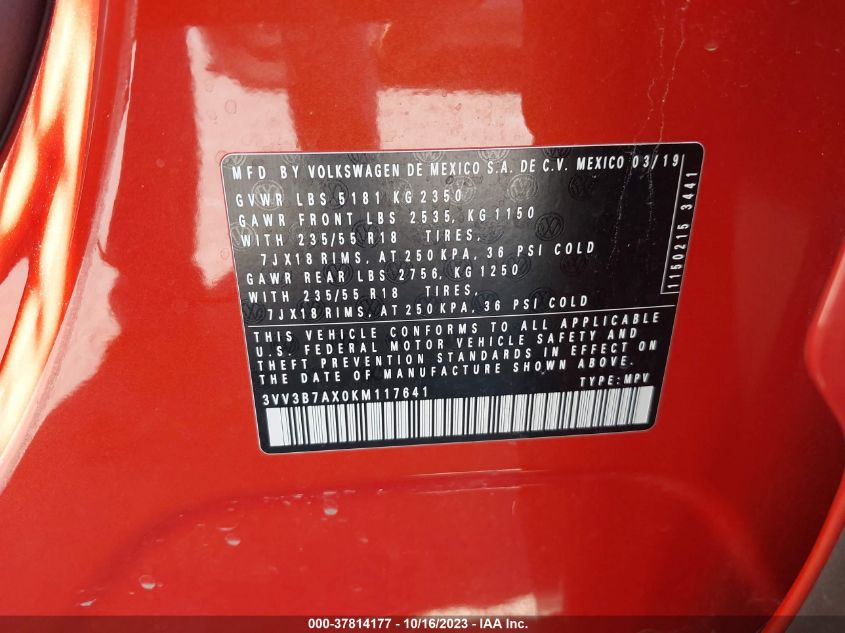 MFD BY VOLKSWAGEN DE MEXICO S.A. DE C.V. MEXICO 03/19
GVWR LBS 5181 KG 2350
GAWR FRONT LBS 2535, KG 1150
WITH 235/55 R18 TIRES,
7JX18 RIMS, AT 250 KPA, 36 PSI COLD
GAWR REAR LBS 2756, KG 1250
WITH 235/55 R18 TIRES,
7JX18 RIMS, AT 250 KPA, 36 PSI COLD
1150215 3441
THIS VEHICLE CONFORMS TO ALL APPLICABLE
U.S. FEDERAL MOTOR VEHICLE SAFETY AND
THEFT PREVENTION STANDARDS IN EFFECT ON
THE DATE OF MANUFACTURE SHOWN ABOVE.
3VV3B7AX0KM117641 TYPE: MPV
000-37814177 - 10/16/2023 - IAA Inc.